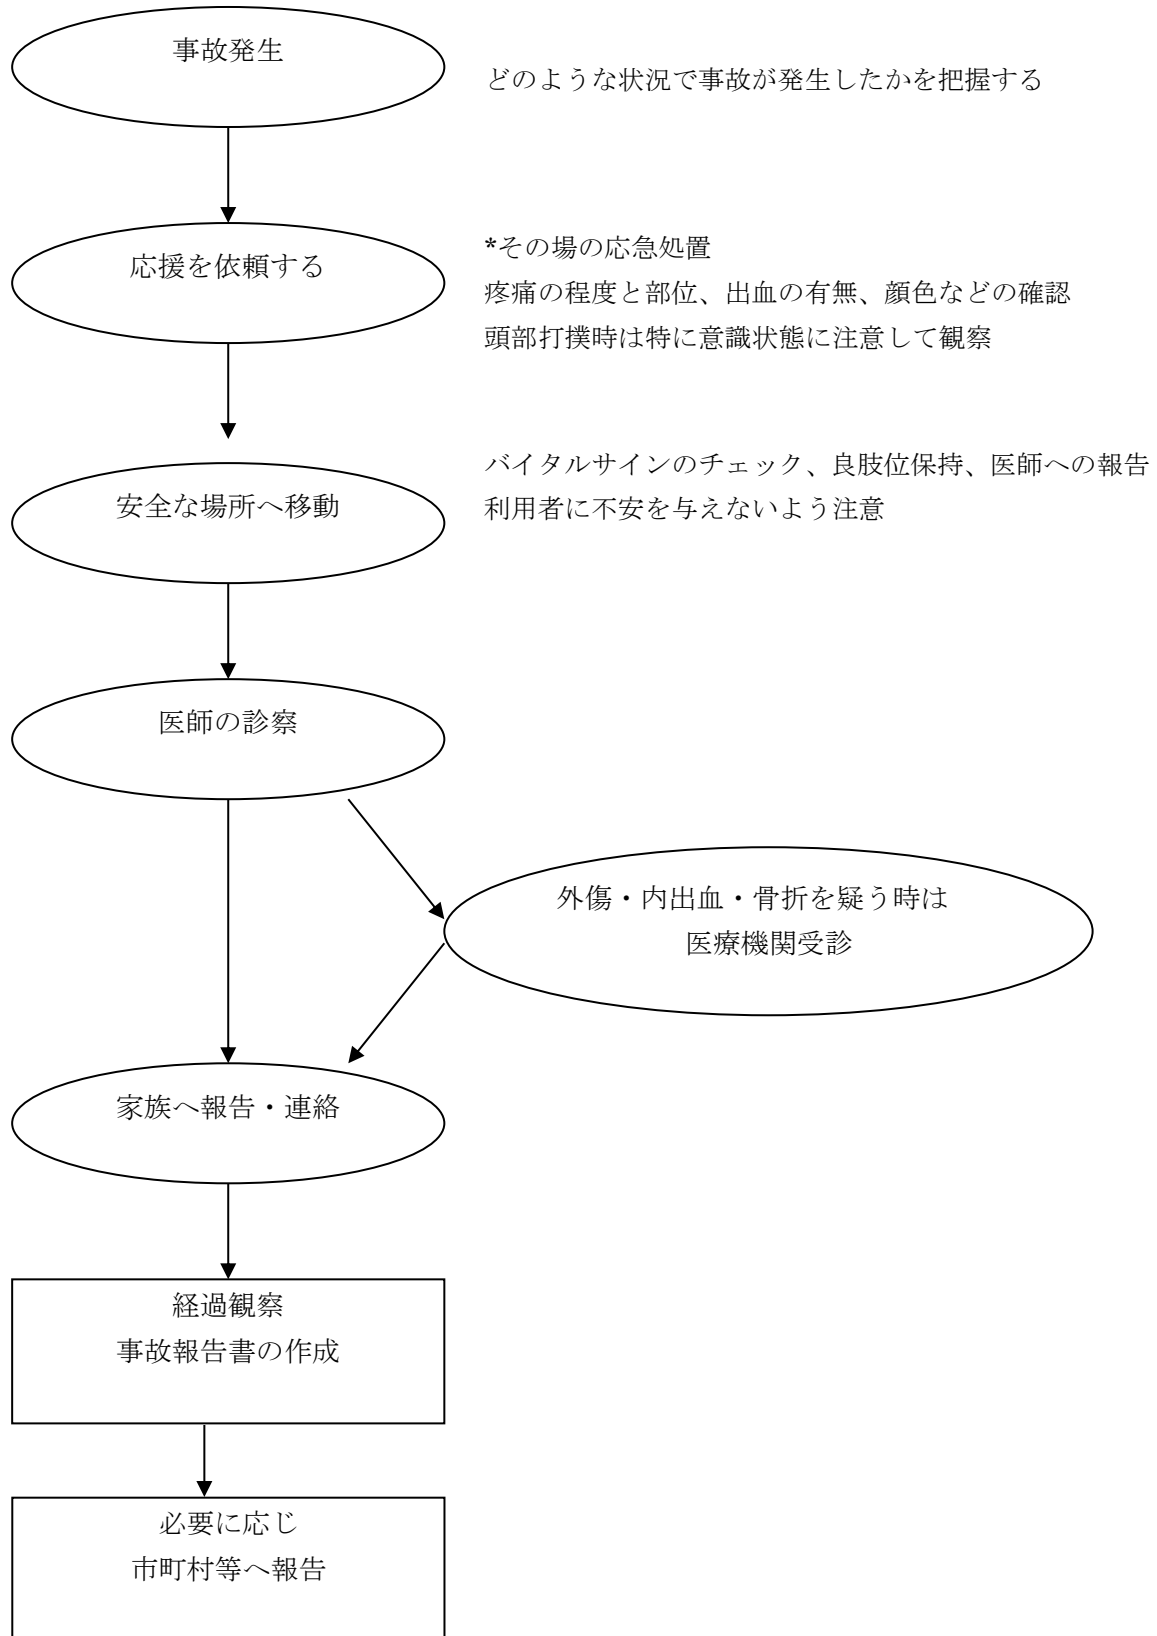 事故発生
どのような状況で事故が発生したかを把握する
応援を依頼する
*その場の応急処置
疼痛の程度と部位、出血の有無、顔色などの確認
頭部打撲時は特に意識状態に注意して観察
安全な場所へ移動
バイタルサインのチェック、良肢位保持、医師への報告
利用者に不安を与えないよう注意
医師の診察
外傷・内出血・骨折を疑う時は
医療機関受診
家族へ報告・連絡
経過観察
事故報告書の作成
必要に応じ
市町村等へ報告